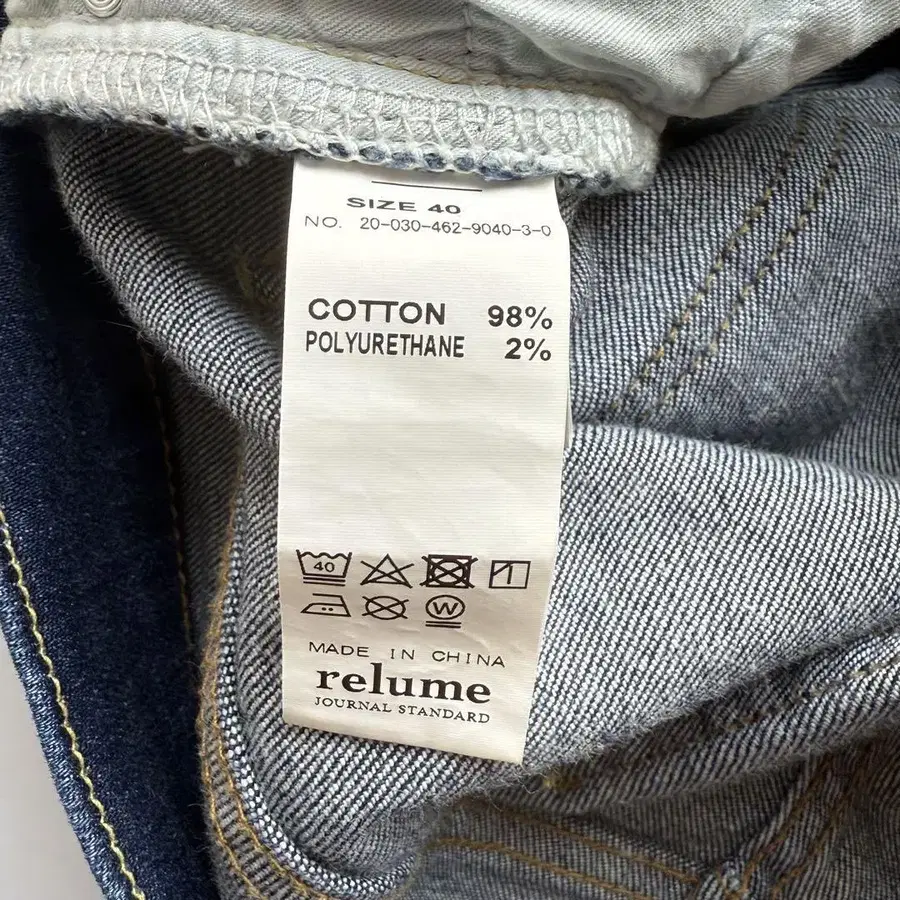 SIZE 40
NO. 20-030-462-9040-3-0
COTTON 98%
POLYURETHANE 2%
40
W
MADE IN CHINA
relume
JOURNAL STANDARD